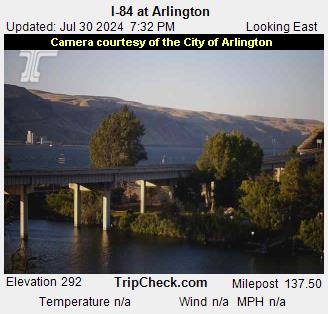 I-84 at Arlington
Updated: Jul 30 2024 7:32 PM Looking East
Camera courtesy of the City of Arlington
Elevation 292 TripCheck.com Milepost 137.50
Temperature n/a Wind n/a MPH n/a